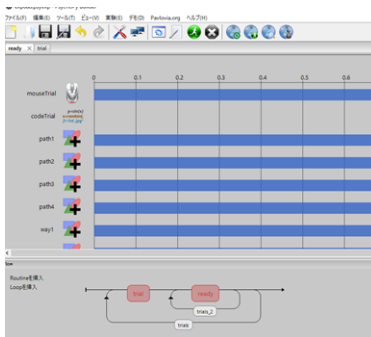 ファイル(F) 編集(E) ツール(T) ビュー(V) 実験(E) デモ(D) Pavlovia.org ヘルプ(H)
ready × trial
0 0.1 0.2 0.3 0.4 0.5 0.6
mouseTrial
codeTrial
path1
path2
path3
path4
way1
Routineを挿入
Loopを挿入
trial
ready
trials_2
trials